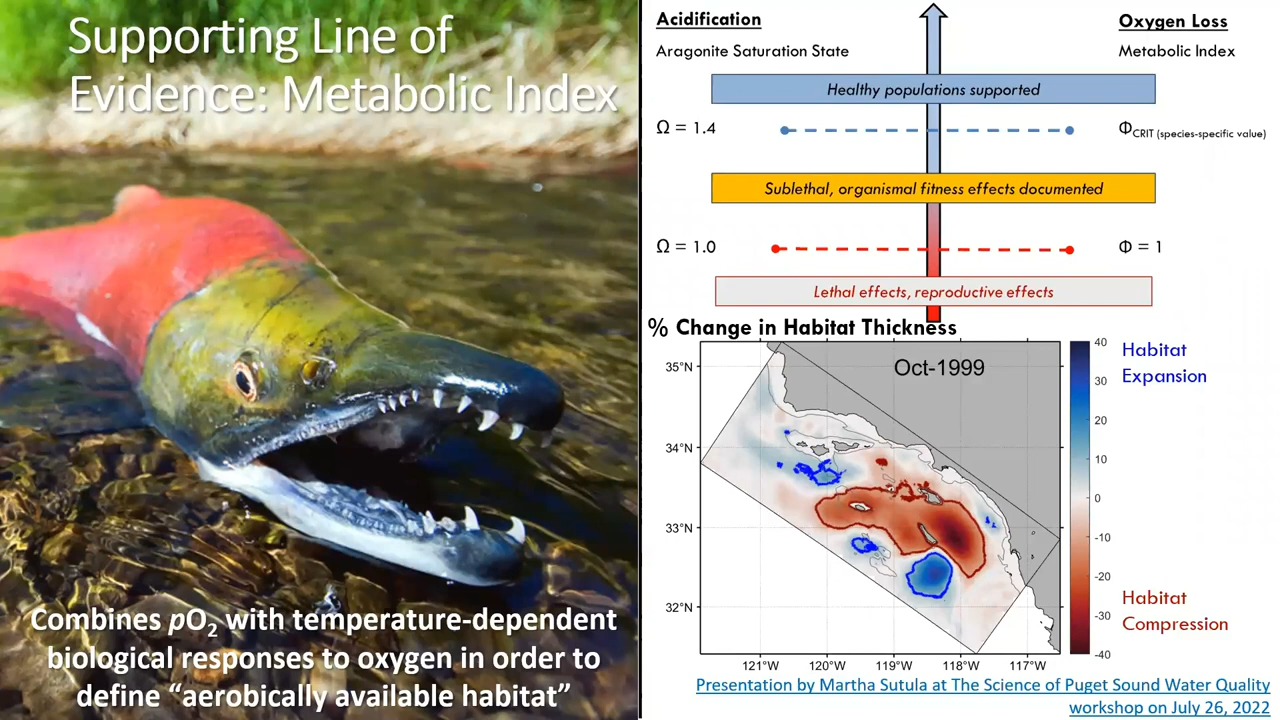 Supporting Line of
Evidence: Metabolic Index
Combines pO₂ with temperature-dependent
biological responses to oxygen in order to
define “aerobically available habitat”
Acidification
Oxygen Loss
Aragonite Saturation State
Metabolic Index
Healthy populations supported
Ω = 1.4
ΦCRIT (species-specific value)
Sublethal, organismal fitness effects documented
Ω = 1.0
Φ = 1
Lethal effects, reproductive effects
% Change in Habitat Thickness
Oct-1999
35°N
34°N
33°N
32°N
121°W
120°W
119°W
118°W
117°W
40
30
20
10
0
-10
-20
-30
-40
Habitat
Expansion
Habitat
Compression
Presentation by Martha Sutula at The Science of Puget Sound Water Quality
workshop on July 26, 2022